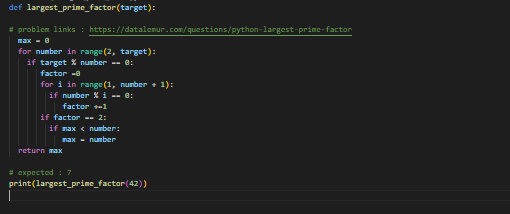 def largest_prime_factor(target):
# problem links : https://datalemur.com/questions/python-largest-prime-factor
max = 0
for number in range(2, target):
if target % number == 0:
factor =0
for i in range(1, number + 1):
if number % i == 0:
factor +=1
if factor == 2:
if max < number:
max = number
return max
# expected : 7
print(largest_prime_factor(42))